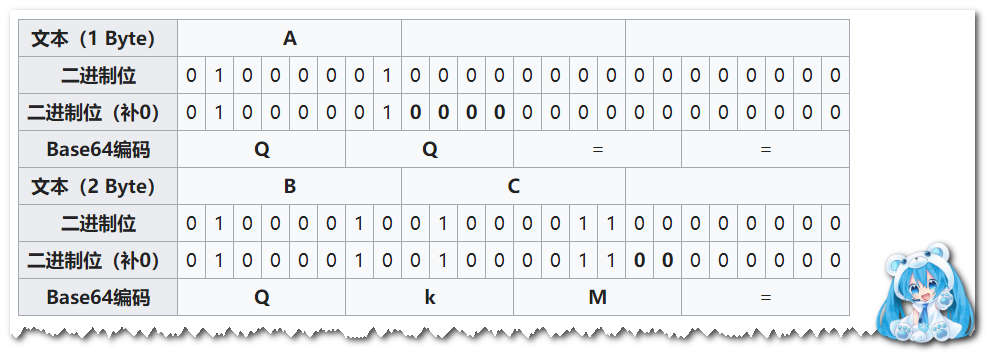 文本（1 Byte） A
二进制位 0 1 0 0 0 0 0 1 0 0 0 0 0 0 0 0 0 0 0 0 0 0 0 0
二进制位（补0） 0 1 0 0 0 0 0 1 0 0 0 0 0 0 0 0 0 0 0 0 0 0 0 0
Base64编码 Q Q = =
文本（2 Byte） B C
二进制位 0 1 0 0 0 0 1 0 0 1 0 0 0 0 1 1 0 0 0 0 0 0 0 0
二进制位（补0） 0 1 0 0 0 0 1 0 0 1 0 0 0 0 1 1 0 0 0 0 0 0 0 0
Base64编码 Q k M =